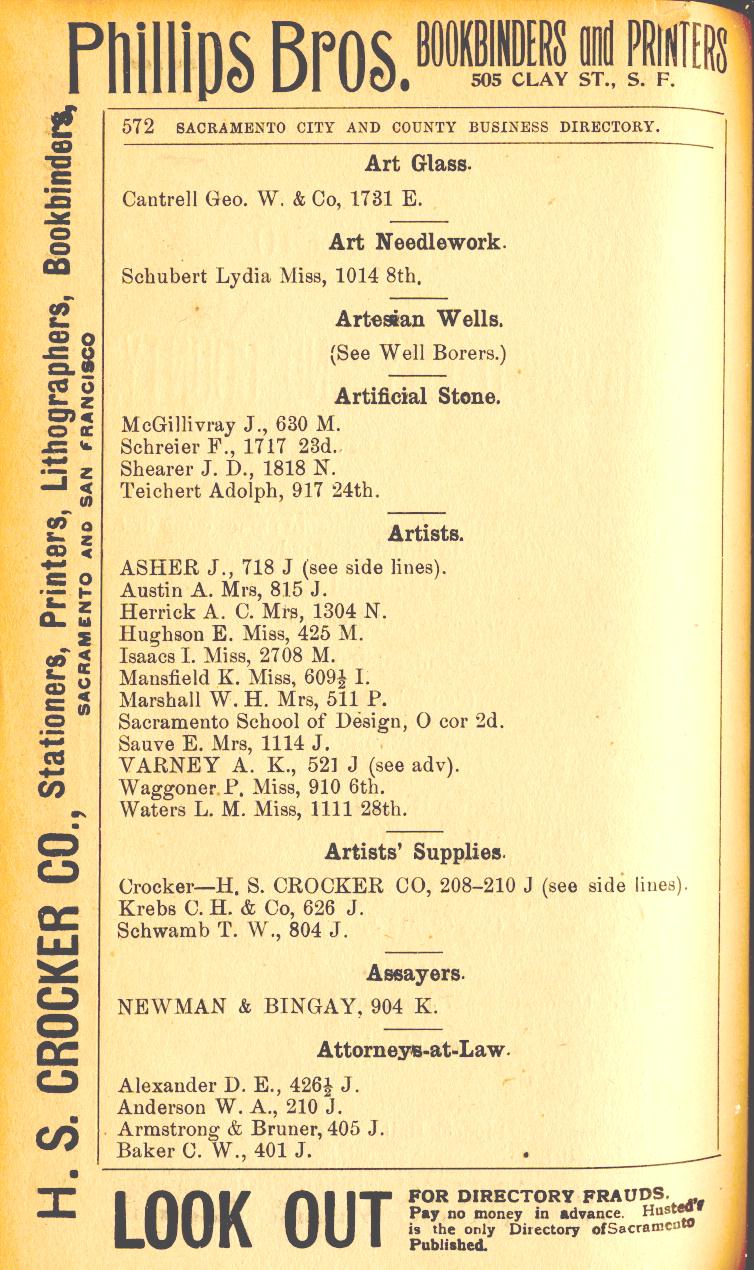 Phillips Bros. BOOKBINDERS and PRINTERS
505 CLAY ST., S. F.
H. S. CROCKER CO., Stationers, Printers, Lithographers, Bookbinders,
SACRAMENTO AND SAN FRANCISCO
572 SACRAMENTO CITY AND COUNTY BUSINESS DIRECTORY.
Art Glass.
Cantrell Geo. W. & Co, 1731 E.
Art Needlework.
Schubert Lydia Miss, 1014 8th.
Artesian Wells.
(See Well Borers.)
Artificial Stone.
McGillivray J., 630 M.
Schreier F., 1717 23d.
Shearer J. D., 1818 N.
Teichert Adolph, 917 24th.
Artists.
ASHER J., 718 J (see side lines).
Austin A. Mrs, 815 J.
Herrick A. C. Mrs, 1304 N.
Hughson E. Miss, 425 M.
Isaacs I. Miss, 2708 M.
Mansfield K. Miss, 609½ I.
Marshall W. H. Mrs, 511 P.
Sacramento School of Design, O cor 2d.
Sauve E. Mrs, 1114 J.
VARNEY A. K., 521 J (see adv).
Waggoner P. Miss, 910 6th.
Waters L. M. Miss, 1111 28th.
Artists' Supplies.
Crocker—H. S. CROCKER CO, 208–210 J (see side lines).
Krebs C. H. & Co, 626 J.
Schwamb T. W., 804 J.
Assayers.
NEWMAN & BINGAY, 904 K.
Attorneys-at-Law.
Alexander D. E., 426½ J.
Anderson W. A., 210 J.
Armstrong & Bruner, 405 J.
Baker C. W., 401 J.
LOOK OUT FOR DIRECTORY FRAUDS.
Pay no money in advance. Husted's
is the only Directory of Sacramento
Published.